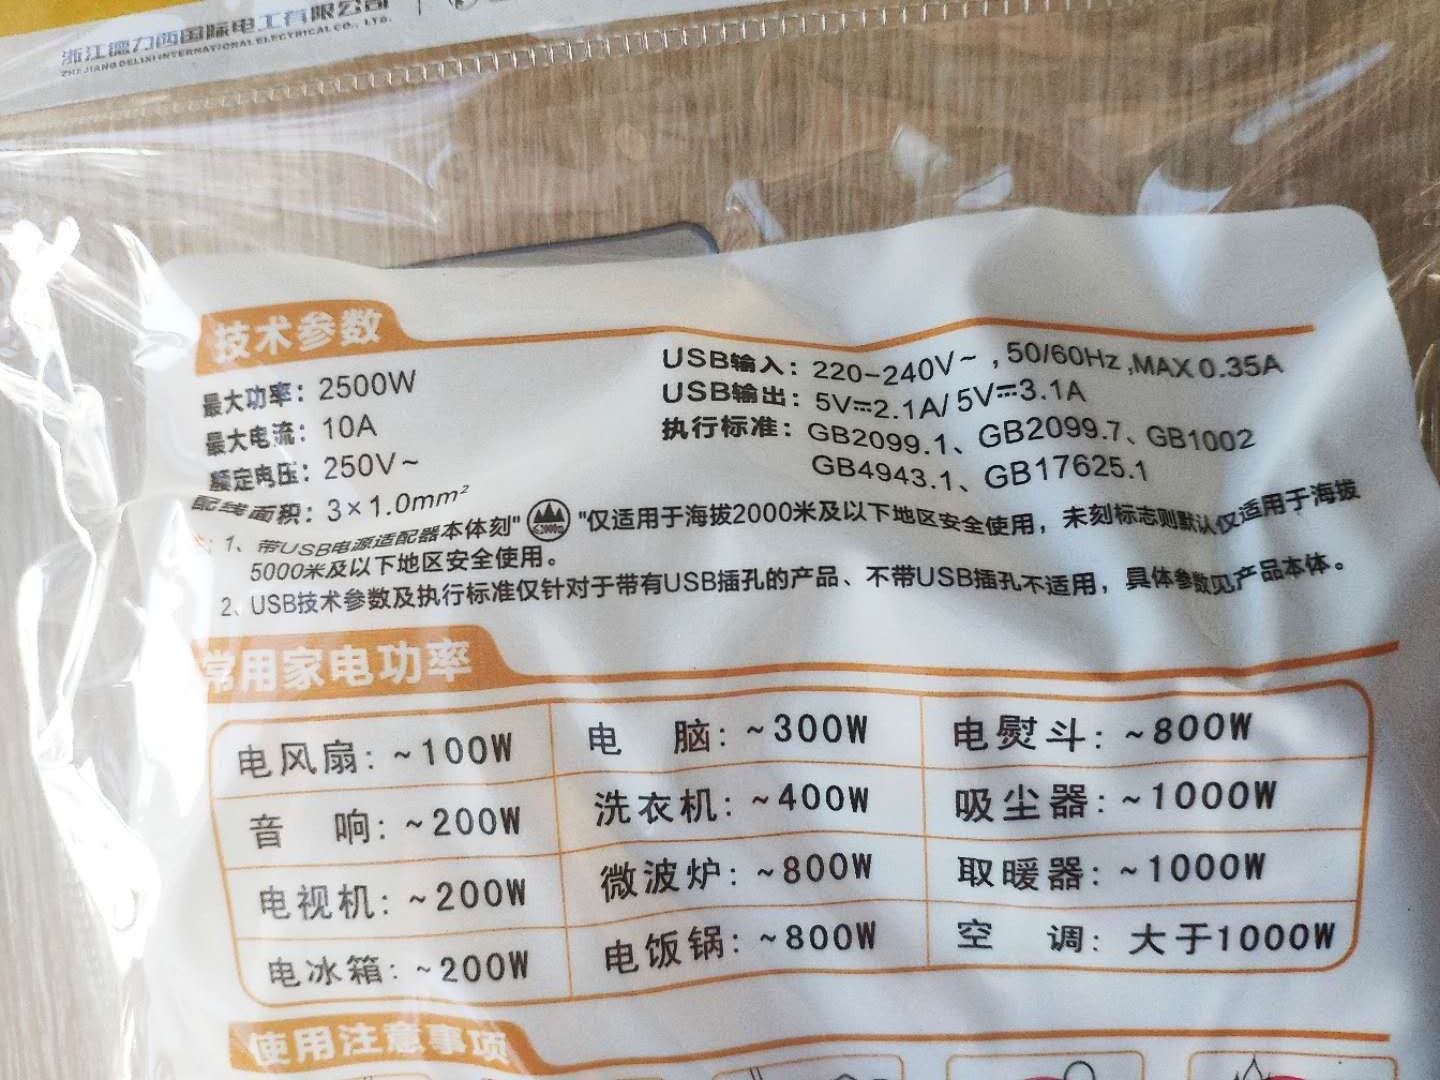 浙江德力西国际电工有限公司
ZHEJIANG DELIXI INTERNATIONAL ELECTRICAL CO., LTD.
技术参数
最大功率：2500W
最大电流：10A
额定电压：250V~
配线面积：3×1.0mm²
USB输入：220-240V~,50/60Hz,MAX 0.35A
USB输出：5V⎓2.1A/5V⎓3.1A
执行标准：GB2099.1、GB2099.7、GB1002
GB4943.1、GB17625.1
1、带USB电源适配器本体刻"≤2000m"仅适用于海拔2000米及以下地区安全使用，未刻标志则默认仅适用于海拔
5000米及以下地区安全使用。
2、USB技术参数及执行标准仅针对于带有USB插孔的产品、不带USB插孔不适用，具体参数见产品本体。
常用家电功率
电风扇：~100W 电脑：~300W 电熨斗：~800W
音响：~200W 洗衣机：~400W 吸尘器：~1000W
电视机：~200W 微波炉：~800W 取暖器：~1000W
电冰箱：~200W 电饭锅：~800W 空调：大于1000W
使用注意事项